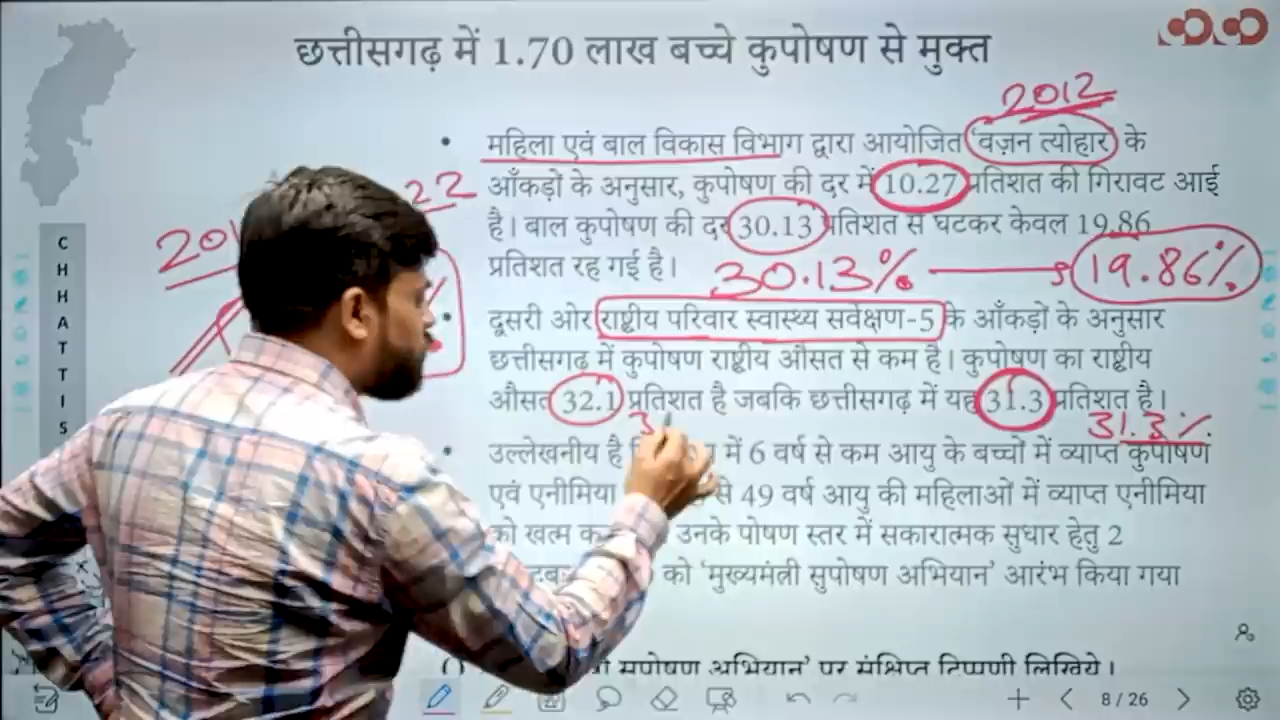 छत्तीसगढ़ में 1.70 लाख बच्चे कुपोषण से मुक्त
2012
• महिला एवं बाल विकास विभाग द्वारा आयोजित 'वज़न त्योहार' के
22 आँकड़ों के अनुसार, कुपोषण की दर में 10.27 प्रतिशत की गिरावट आई
है। बाल कुपोषण की दर 30.13 प्रतिशत से घटकर केवल 19.86
201
प्रतिशत रह गई है।
30.13% 19.86%
• दूसरी ओर राष्ट्रीय परिवार स्वास्थ्य सर्वेक्षण-5 के आँकड़ों के अनुसार
छत्तीसगढ़ में कुपोषण राष्ट्रीय औसत से कम है। कुपोषण का राष्ट्रीय
औसत 32.1 प्रतिशत है जबकि छत्तीसगढ़ में यह 31.3 प्रतिशत है।
3 31.3%
• उल्लेखनीय है में 6 वर्ष से कम आयु के बच्चों में व्याप्त कुपोषण
एवं एनीमिया से 49 वर्ष आयु की महिलाओं में व्याप्त एनीमिया
को खत्म उनके पोषण स्तर में सकारात्मक सुधार हेतु 2
को 'मुख्यमंत्री सुपोषण अभियान' आरंभ किया गया
अभियान' पर संक्षिप्त टिप्पणी लिखिये।
C
H
H
A
T
T
I
S
8 / 26